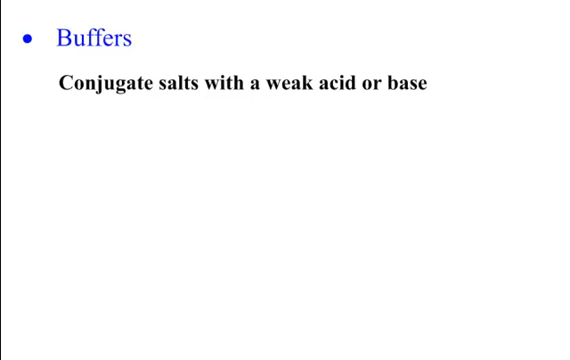 • Buffers
Conjugate salts with a weak acid or base